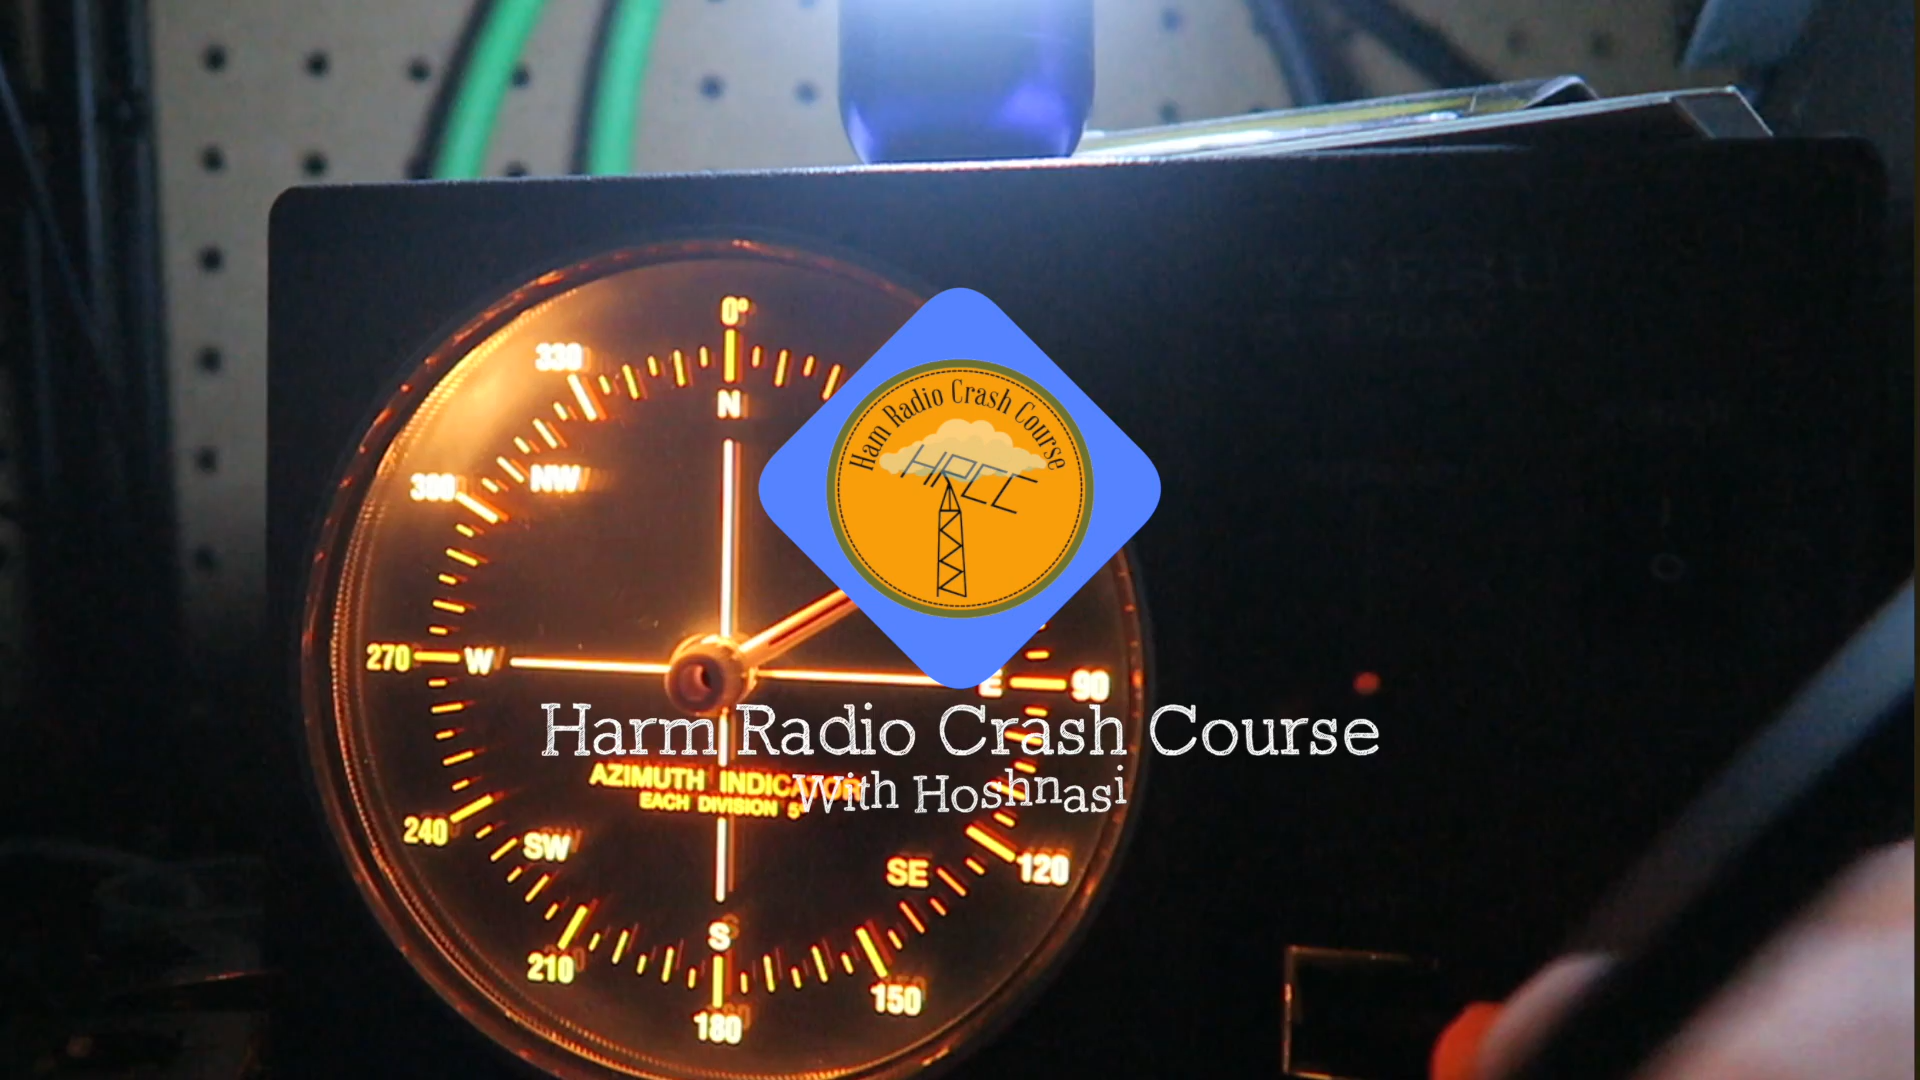 0°
330
N
300
NW
Ham Radio Crash Course
HRCC
270
W
E
90
Harm Radio Crash Course
AZIMUTH INDICATOR
With Hoshnasi
EACH DIVISION 5°
240
SW
SE
120
S
210
150
180